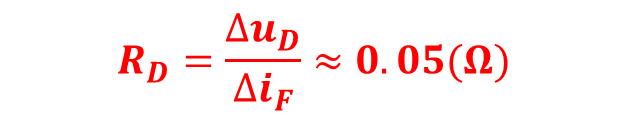 R_D = Δu_D / Δi_F ≈ 0.05(Ω)